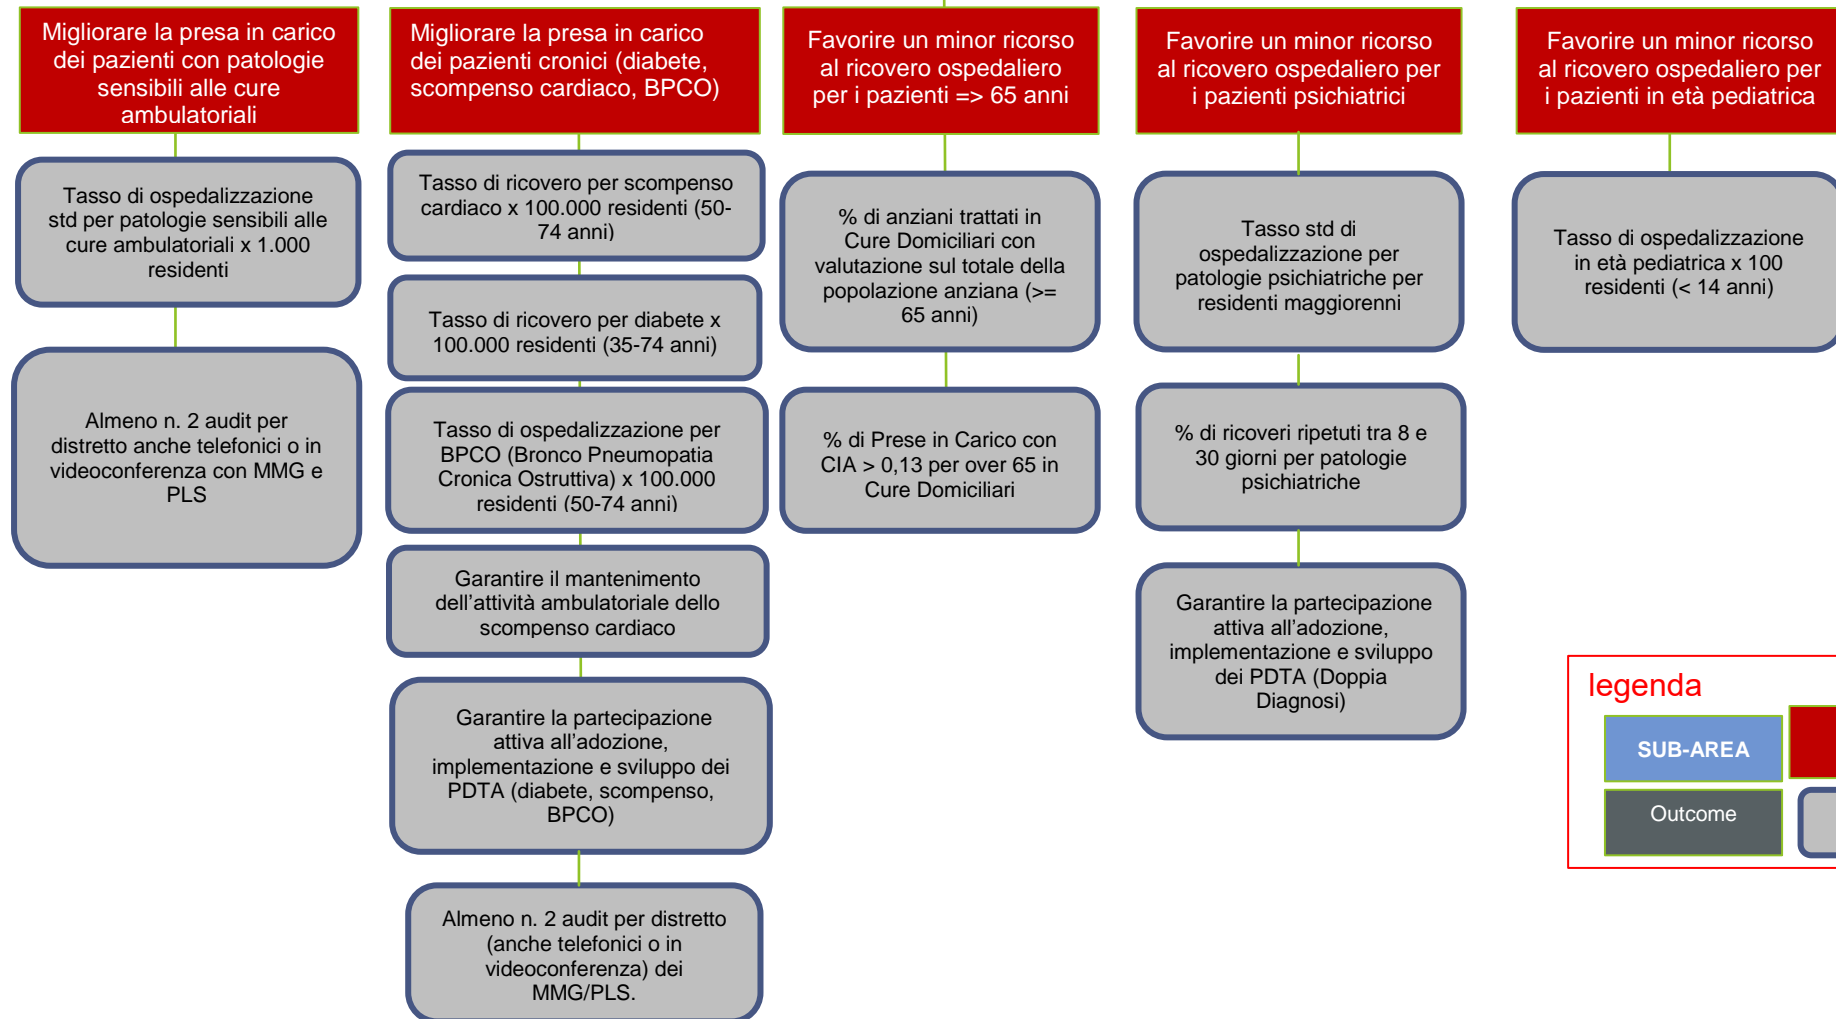 Migliorare la presa in carico
dei pazienti con patologie
sensibili alle cure
ambulatoriali
Tasso di ospedalizzazione
std per patologie sensibili alle
cure ambulatoriali x 1.000
residenti
Almeno n. 2 audit per
distretto anche telefonici o in
videoconferenza con MMG e
PLS
Migliorare la presa in carico
dei pazienti cronici (diabete,
scompenso cardiaco, BPCO)
Tasso di ricovero per scompenso
cardiaco x 100.000 residenti (50-
74 anni)
Tasso di ricovero per diabete x
100.000 residenti (35-74 anni)
Tasso di ospedalizzazione per
BPCO (Bronco Pneumopatia
Cronica Ostruttiva) x 100.000
residenti (50-74 anni)
Garantire il mantenimento
dell'attività ambulatoriale dello
scompenso cardiaco
Garantire la partecipazione
attiva all'adozione,
implementazione e sviluppo dei
PDTA (diabete, scompenso,
BPCO)
Almeno n. 2 audit per distretto
(anche telefonici o in
videoconferenza) dei
MMG/PLS.
Favorire un minor ricorso
al ricovero ospedaliero
per i pazienti => 65 anni
% di anziani trattati in
Cure Domiciliari con
valutazione sul totale della
popolazione anziana (>=
65 anni)
% di Prese in Carico con
CIA > 0,13 per over 65 in
Cure Domiciliari
Favorire un minor ricorso
al ricovero ospedaliero per
i pazienti psichiatrici
Tasso std di
ospedalizzazione per
patologie psichiatriche per
residenti maggiorenni
% di ricoveri ripetuti tra 8 e
30 giorni per patologie
psichiatriche
Garantire la partecipazione
attiva all'adozione,
implementazione e sviluppo
dei PDTA (Doppia
Diagnosi)
Favorire un minor ricorso
al ricovero ospedaliero per
i pazienti in età pediatrica
Tasso di ospedalizzazione
in età pediatrica x 100
residenti (< 14 anni)
legenda
SUB-AREA
Outcome